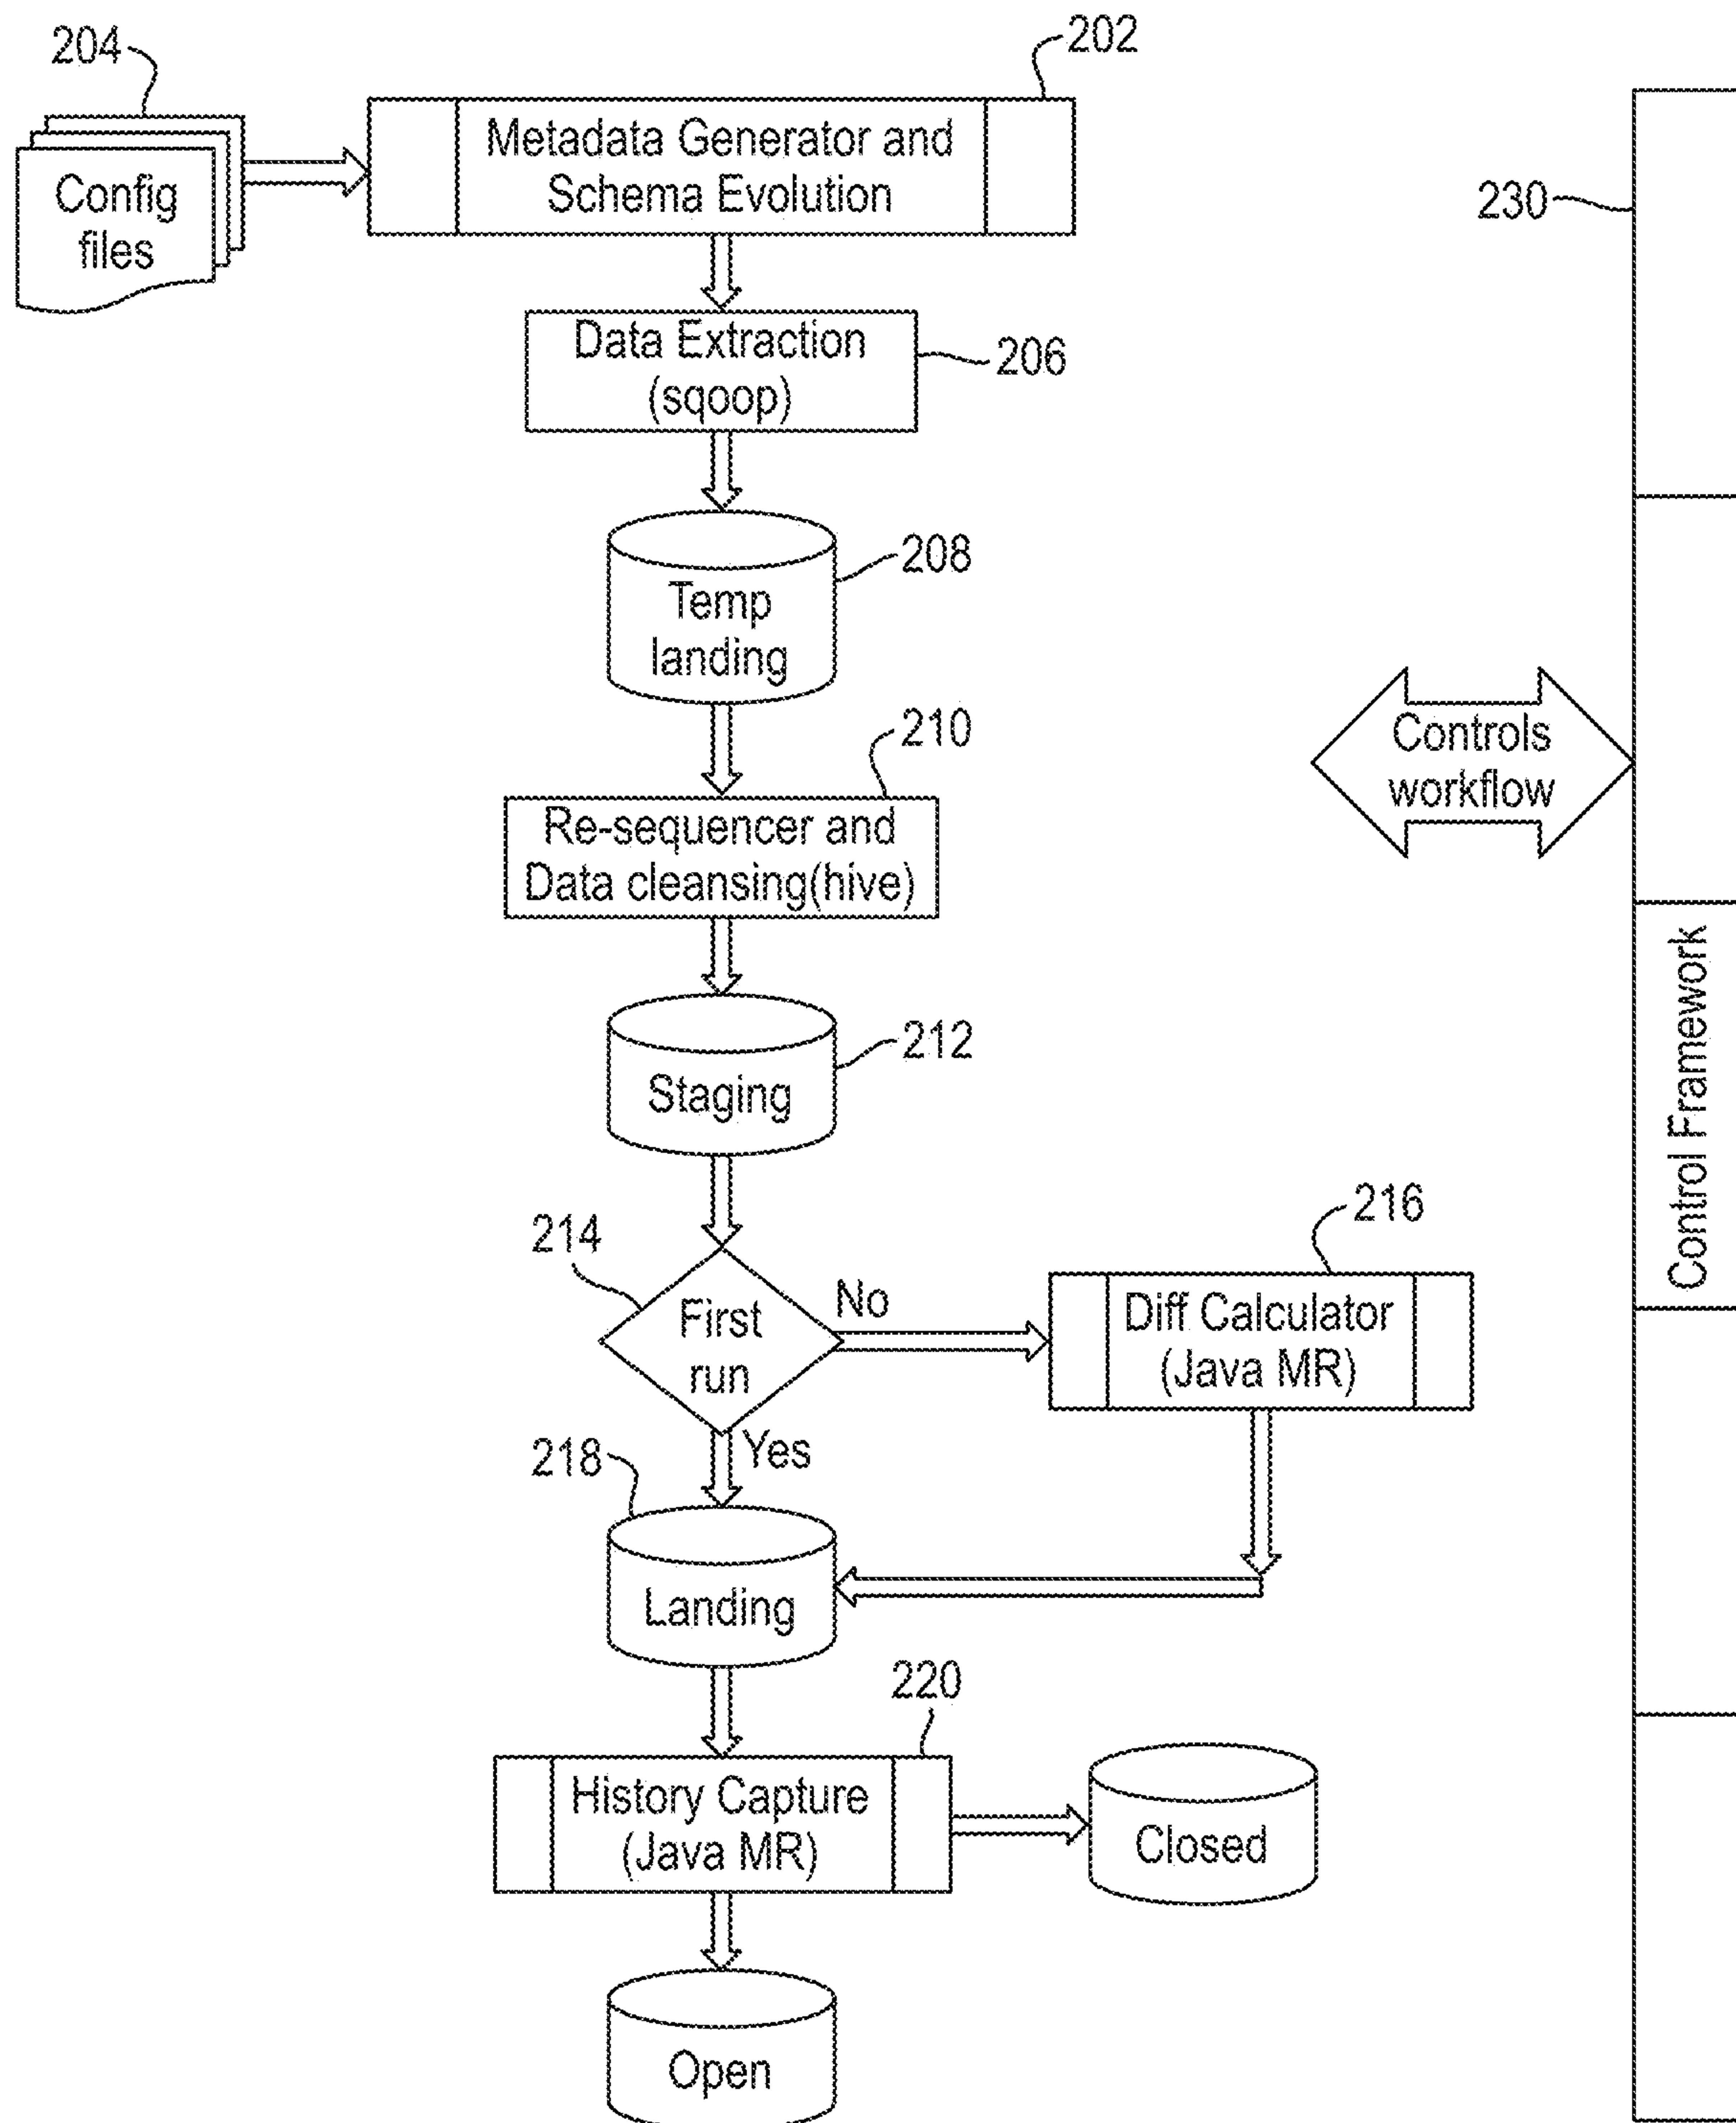 204
202
Config
files
Metadata Generator and
Schema Evolution
230
Data Extraction
(sqoop)
206
208
Temp
landing
Controls
workflow
210
Re-sequencer and
Data cleansing(hive)
Control Framework
212
Staging
214
First
run
No
216
Diff Calculator
(Java MR)
Yes
218
Landing
220
History Capture
(Java MR)
Closed
Open